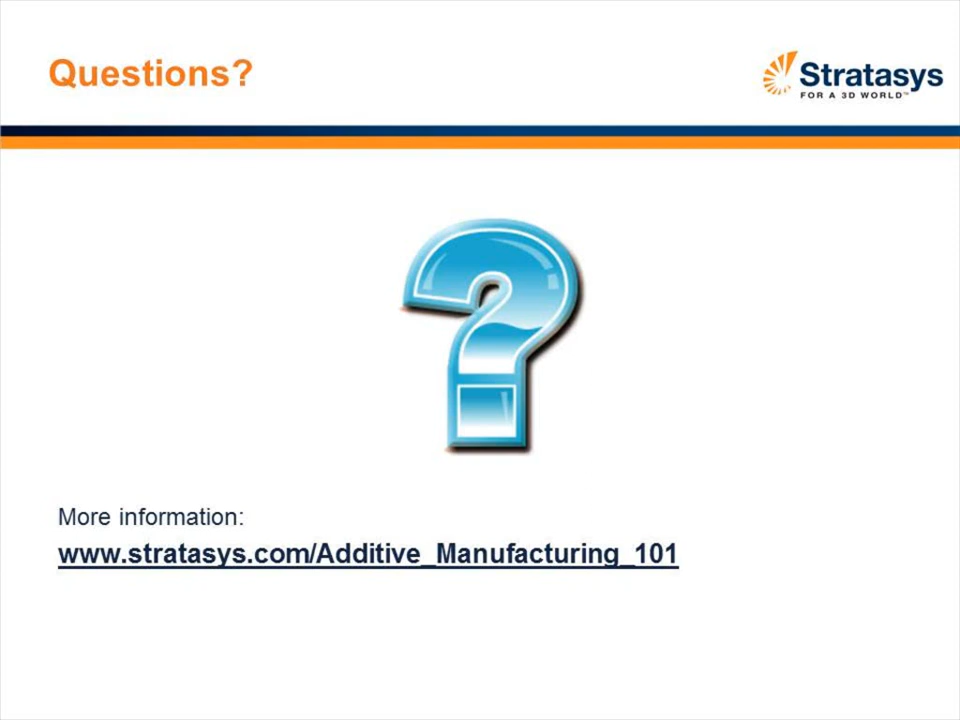 Questions?
Stratasys
FOR A 3D WORLD™
?
More information:
www.stratasys.com/Additive_Manufacturing_101